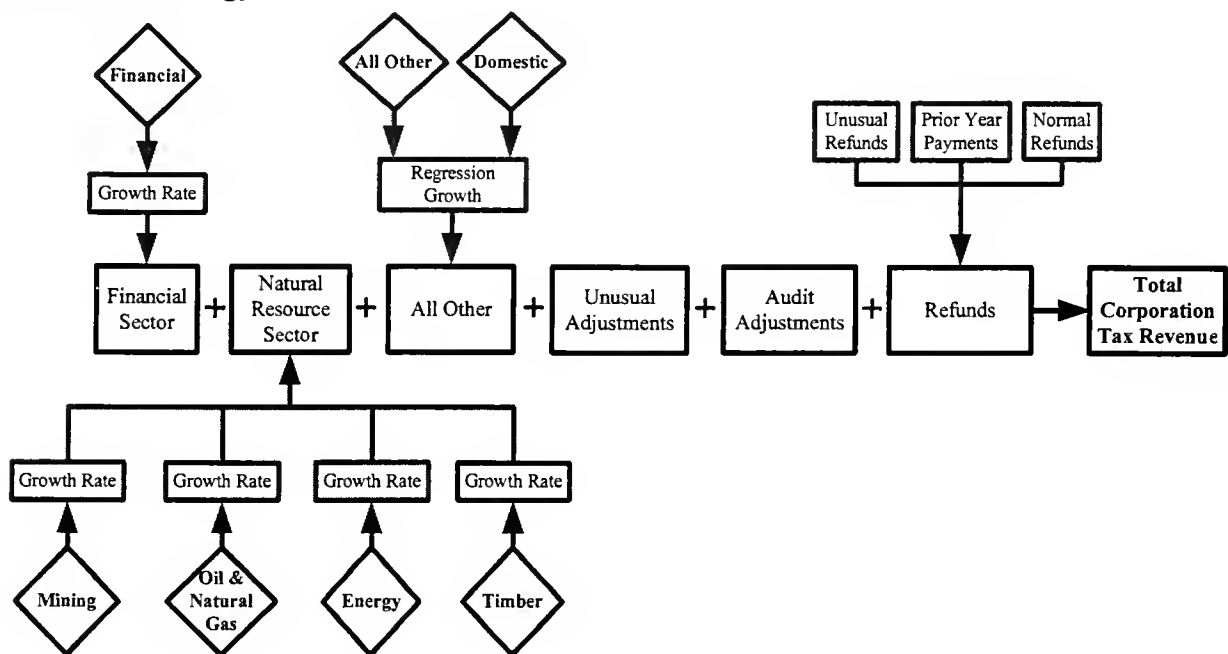 Financial
All Other
Domestic
Unusual
Refunds
Prior Year
Payments
Normal
Refunds
Growth Rate
Regression
Growth
Financial
Sector
+
Natural
Resource
Sector
+
All Other
+
Unusual
Adjustments
+
Audit
Adjustments
+
Refunds
Total
Corporation
Tax Revenue
Growth Rate
Growth Rate
Growth Rate
Growth Rate
Mining
Oil &
Natural
Gas
Energy
Timber